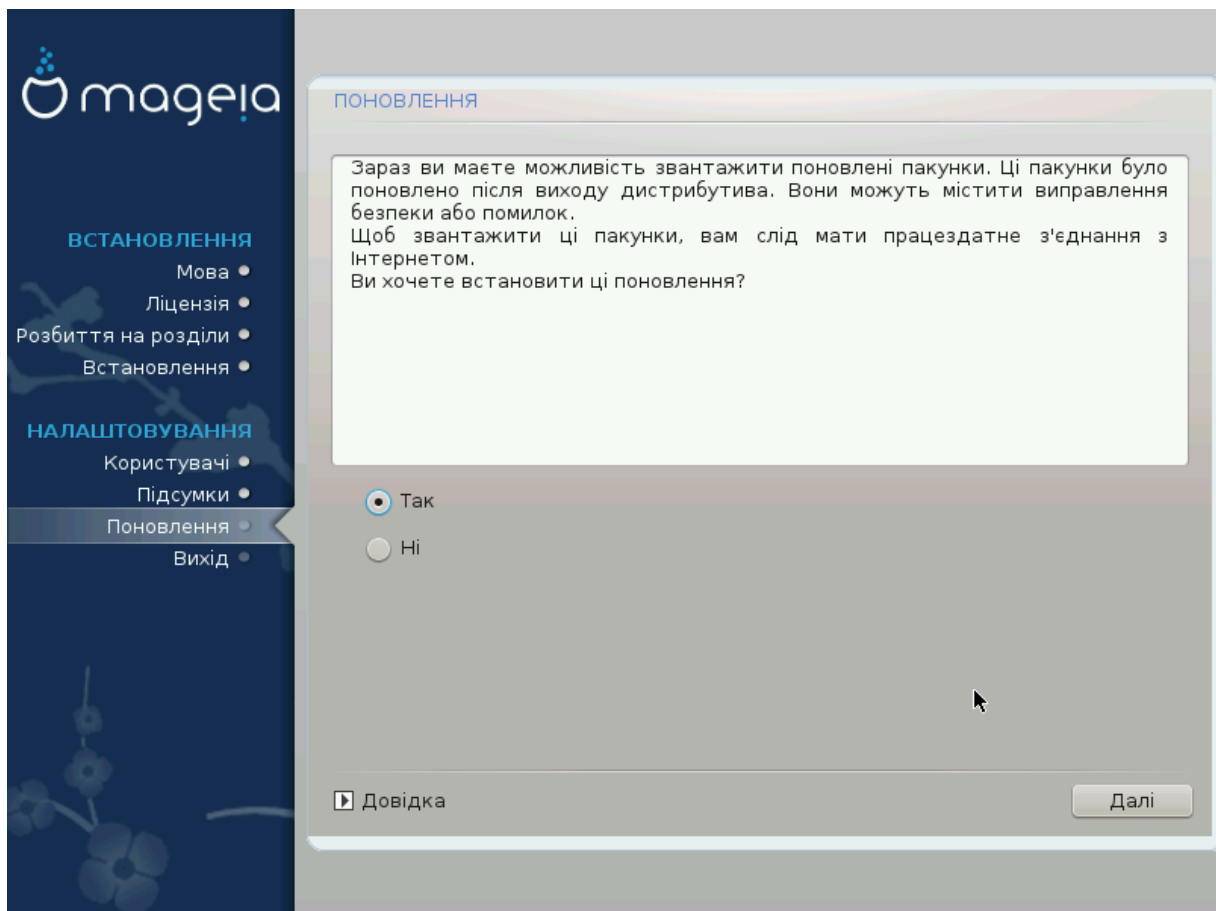 mageia
ВСТАНОВЛЕННЯ
Мова
Ліцензія
Розбиття на розділи
Встановлення
НАЛАШТОВУВАННЯ
Користувачі
Підсумки
Поновлення
Вихід
ПОНОВЛЕННЯ
Зараз ви маєте можливість звантажити поновлені пакунки. Ці пакунки було
поновлено після виходу дистрибутива. Вони можуть містити виправлення
безпеки або помилок.
Щоб звантажити ці пакунки, вам слід мати працездатне з'єднання з
Інтернетом.
Ви хочете встановити ці поновлення?
Так
Ні
Довідка
Далі